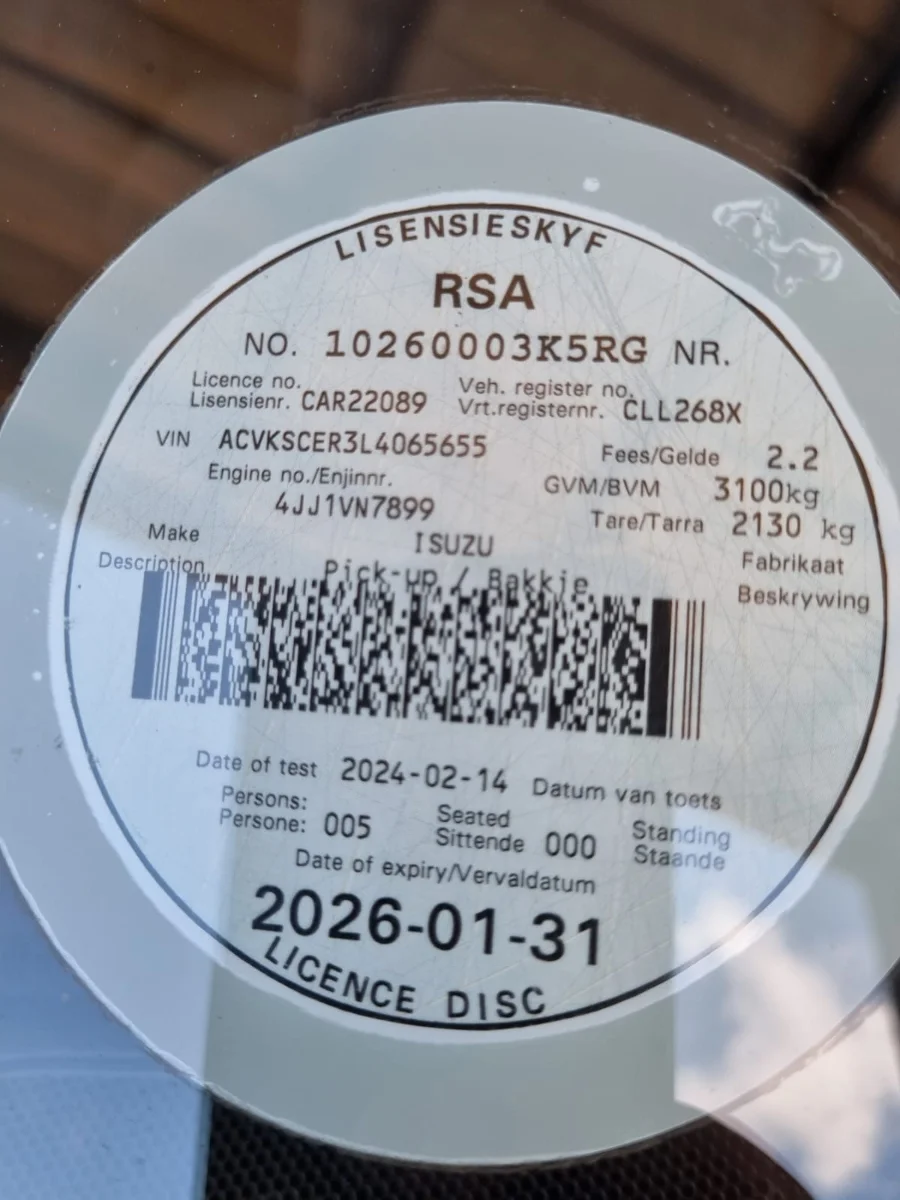 LISENSIESKYF
RSA
NO. 10260003K5RG NR.
Licence no. Veh. register no.
Lisensienr. CAR22089 Vrt.registernr. CLL268X
VIN ACVKSCER3L4065655 Fees/Gelde 2.2
Engine no./Enjinnr. GVM/BVM 3100kg
4JJ1VN7899 Tare/Tarra 2130 kg
Make ISUZU Fabrikaat
Description Pick-up / Bakkie Beskrywing
Date of test 2024-02-14 Datum van toets
Persons: Seated Standing
Persone: 005 Sittende 000 Staande
Date of expiry/Vervaldatum
2026-01-31
LICENCE DISC